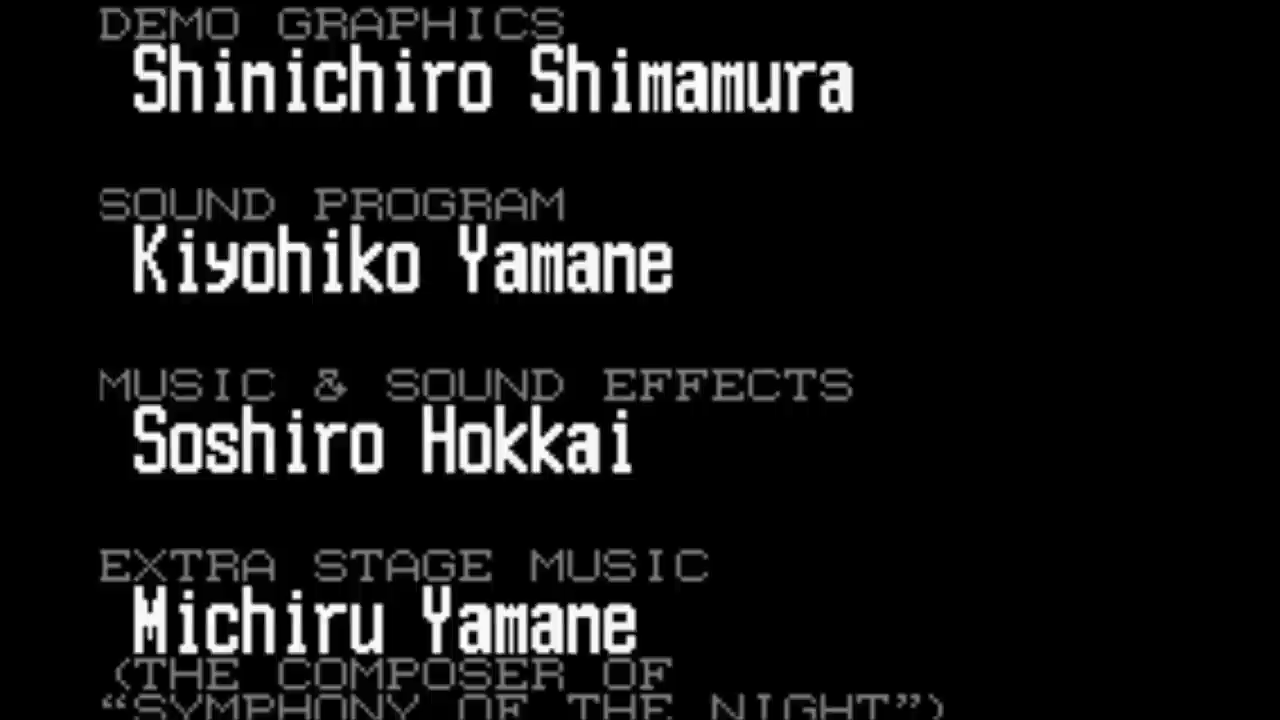 DEMO GRAPHICS
Shinichiro Shimamura
SOUND PROGRAM
Kiyohiko Yamane
MUSIC & SOUND EFFECTS
Soshiro Hokkai
EXTRA STAGE MUSIC
Michiru Yamane
(THE COMPOSER OF
“SYMPHONY OF THE NIGHT”)